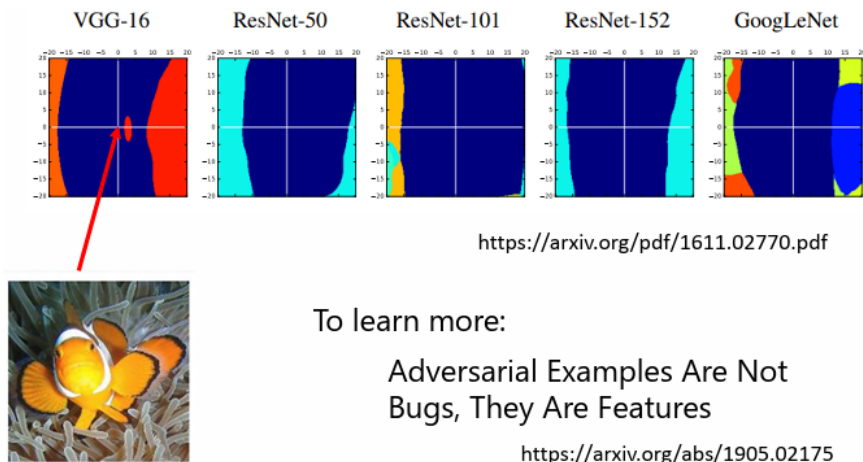 VGG-16 ResNet-50 ResNet-101 ResNet-152 GoogLeNet
https://arxiv.org/pdf/1611.02770.pdf
To learn more:
Adversarial Examples Are Not
Bugs, They Are Features
https://arxiv.org/abs/1905.02175